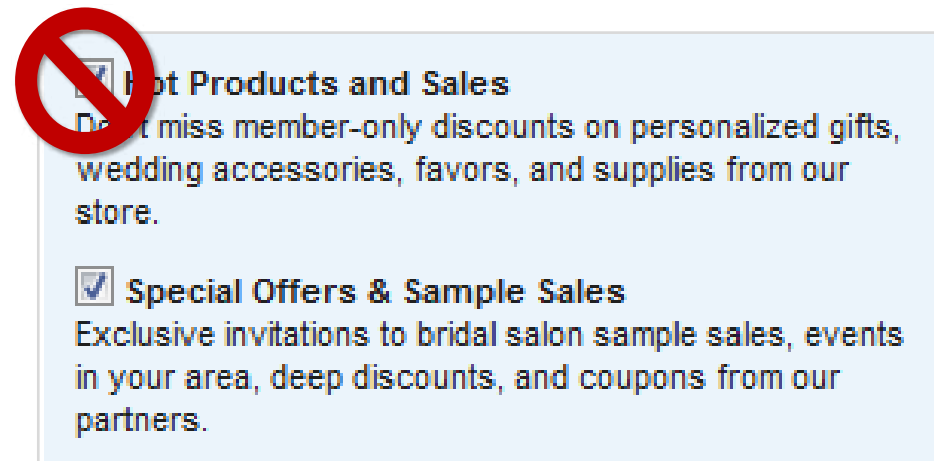 Hot Products and Sales
Don't miss member-only discounts on personalized gifts,
wedding accessories, favors, and supplies from our
store.
Special Offers & Sample Sales
Exclusive invitations to bridal salon sample sales, events
in your area, deep discounts, and coupons from our
partners.